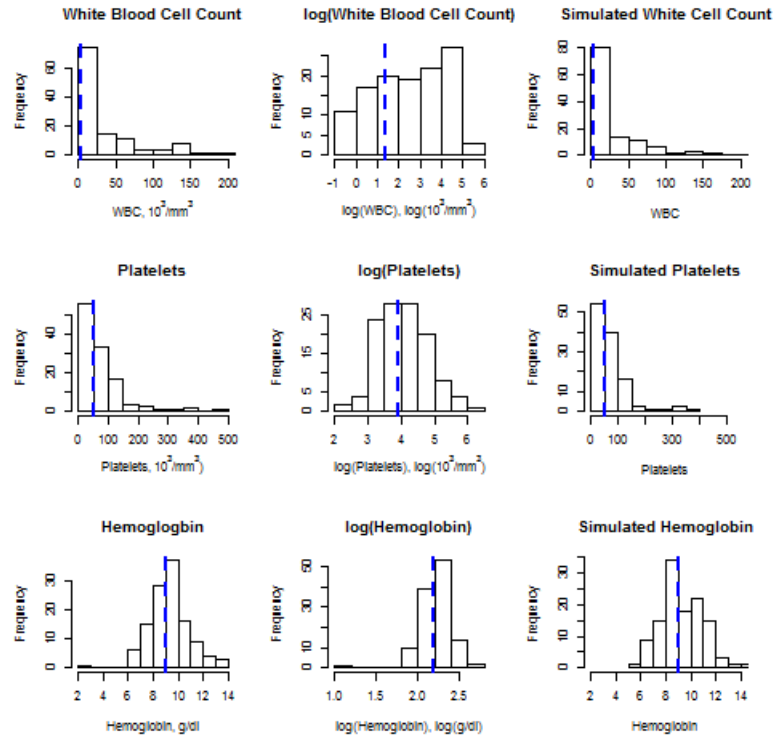 White Blood Cell Count
Frequency
0 20 40 60
0 50 100 200
WBC, 10³/mm³
log(White Blood Cell Count)
Frequency
0 5 10 20
-1 0 1 2 3 4 5 6
log(WBC), log(10³/mm³)
Simulated White Cell Count
Frequency
0 20 40 60 80
0 50 100 200
WBC
Platelets
Frequency
0 20 40
0 100 200 300 400 500
Platelets, 10³/mm³)
log(Platelets)
Frequency
0 5 15 25
2 3 4 5 6
log(Platelets), log(10³/mm³)
Simulated Platelets
Frequency
0 10 30 50
0 100 300 500
Platelets
Hemoglogbin
Frequency
0 10 20 30
2 4 6 8 10 12 14
Hemoglobin, g/dl
log(Hemoglobin)
Frequency
0 10 20 30 40 50
1.0 1.5 2.0 2.5
log(Hemoglobin), log(g/dl)
Simulated Hemoglobin
Frequency
0 10 20 30
2 4 6 8 10 12 14
Hemoglobin